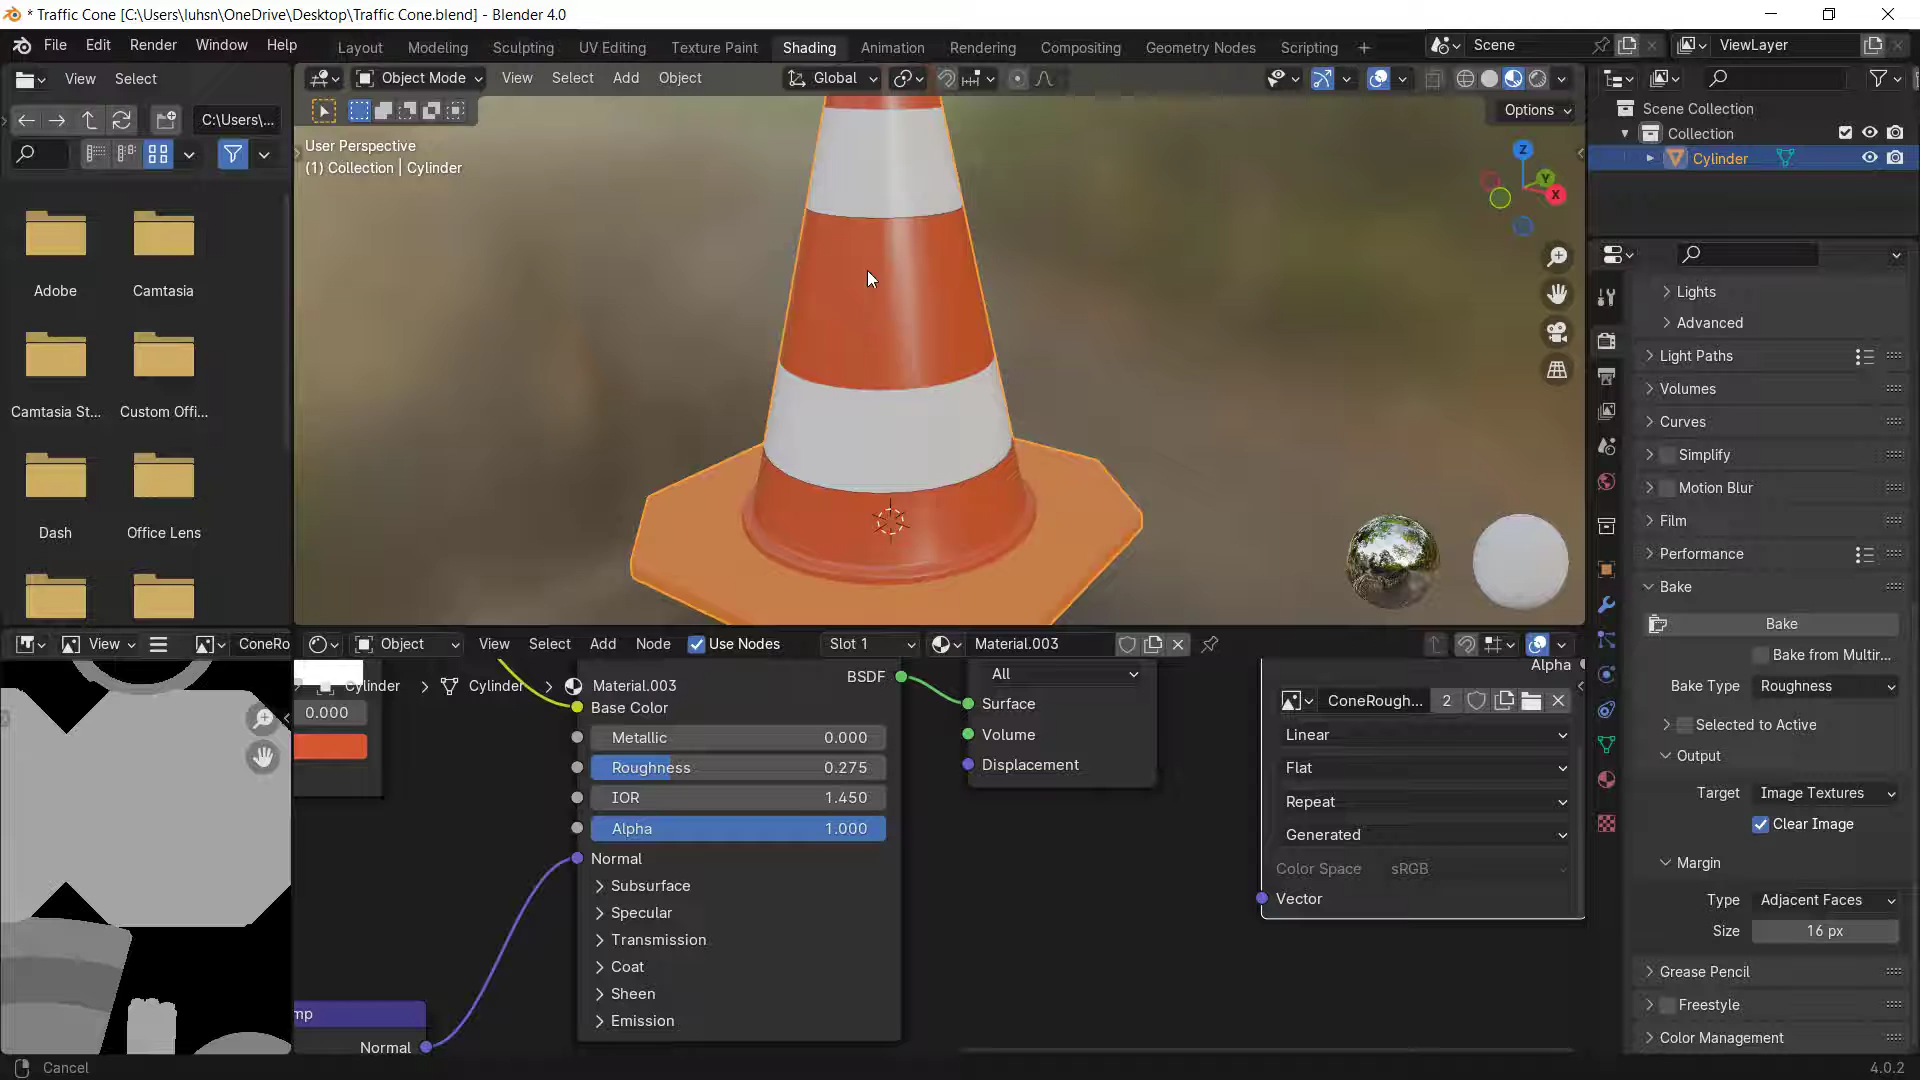 * Traffic Cone [C:\Users\luhsn\OneDrive\Desktop\Traffic Cone.blend] - Blender 4.0
File Edit Render Window Help
Layout Modeling Sculpting UV Editing Texture Paint Shading Animation Rendering Compositing Geometry Nodes Scripting
Scene
ViewLayer
View Select
Object Mode View Select Add Object
Global
C:\Users\...
Options
User Perspective
(1) Collection | Cylinder
Z
Y
X
Scene Collection
Collection
Cylinder
Adobe
Camtasia
Camtasia St...
Custom Offi...
Dash
Office Lens
Lights
Advanced
Light Paths
Volumes
Curves
Simplify
Motion Blur
Film
Performance
Bake
Bake
Bake from Multir...
Bake Type Roughness
Selected to Active
Output
Target Image Textures
Clear Image
Margin
Type Adjacent Faces
Size 16 px
Grease Pencil
Freestyle
Color Management
View
ConeRo
Object View Select Add Node Use Nodes Slot 1 Material.003
Cylinder Cylinder Material.003
0.000
BSDF
Base Color
Metallic 0.000
Roughness 0.275
IOR 1.450
Alpha 1.000
Normal
Subsurface
Specular
Transmission
Coat
Sheen
Emission
mp
Normal
All
Surface
Volume
Displacement
Alpha
ConeRough... 2
Linear
Flat
Repeat
Generated
Color Space sRGB
Vector
Cancel
4.0.2